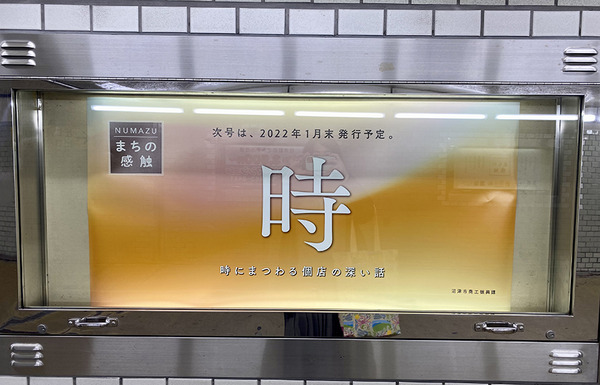 NUMAZU
まちの
感触
次号は、2022年1月末 発行予定。
時
時にまつわる個店の深い話
沼津市商工振興課